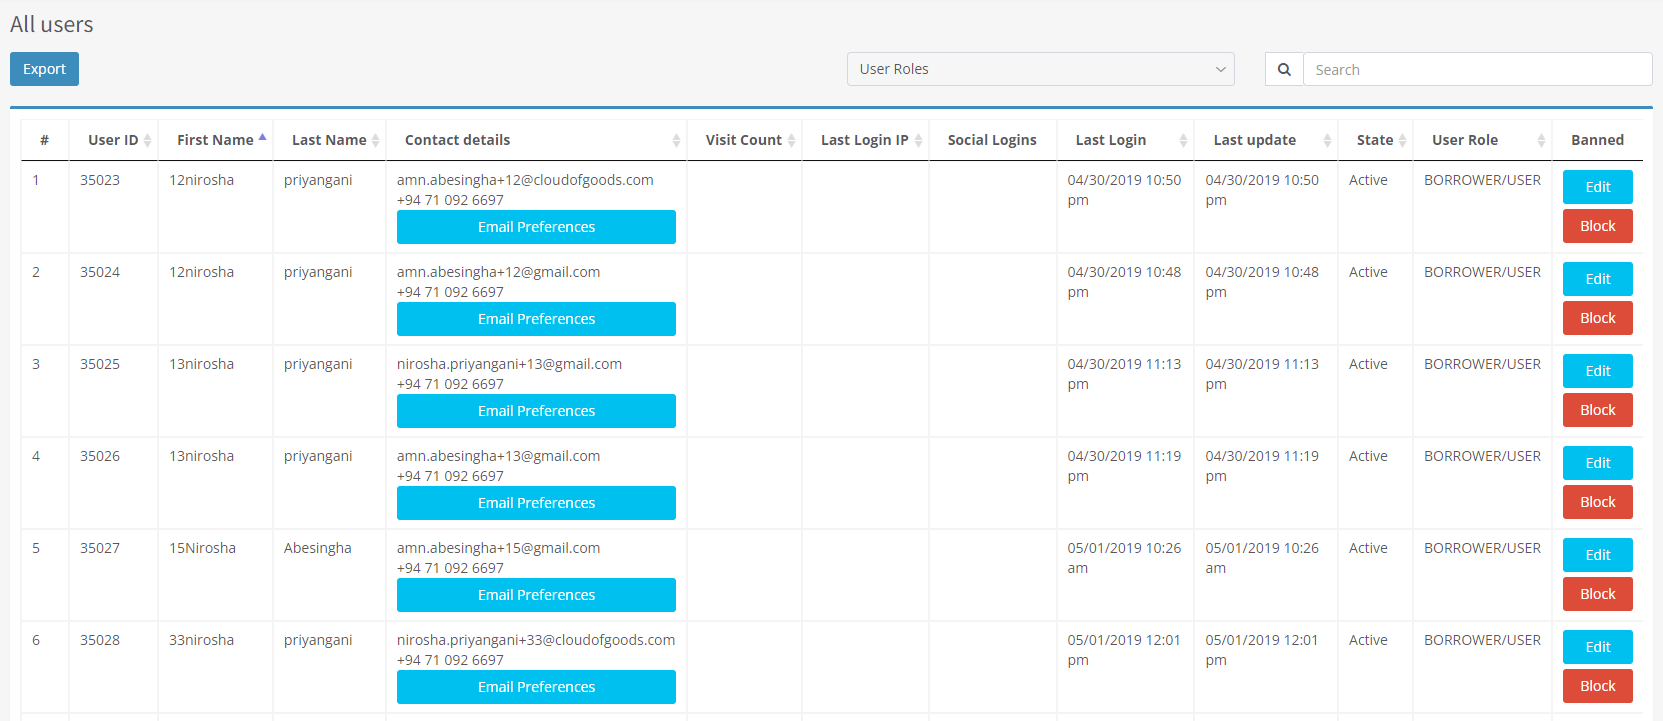 All users
Export
User Roles
Search
# User ID First Name Last Name Contact details Visit Count Last Login IP Social Logins Last Login Last update State User Role Banned
1 35023 12nirosha priyangani amn.abesingha+12@cloudofgoods.com 04/30/2019 10:50 04/30/2019 10:50 Active BORROWER/USER Edit
+94 71 092 6697 pm pm
Email Preferences Block
2 35024 12nirosha priyangani amn.abesingha+12@gmail.com 04/30/2019 10:48 04/30/2019 10:48 Active BORROWER/USER Edit
+94 71 092 6697 pm pm
Email Preferences Block
3 35025 13nirosha priyangani nirosha.priyangani+13@gmail.com 04/30/2019 11:13 04/30/2019 11:13 Active BORROWER/USER Edit
+94 71 092 6697 pm pm
Email Preferences Block
4 35026 13nirosha priyangani amn.abesingha+13@gmail.com 04/30/2019 11:19 04/30/2019 11:19 Active BORROWER/USER Edit
+94 71 092 6697 pm pm
Email Preferences Block
5 35027 15Nirosha Abesingha amn.abesingha+15@gmail.com 05/01/2019 10:26 05/01/2019 10:26 Active BORROWER/USER Edit
+94 71 092 6697 am am
Email Preferences Block
6 35028 33nirosha priyangani nirosha.priyangani+33@cloudofgoods.com 05/01/2019 12:01 05/01/2019 12:01 Active BORROWER/USER Edit
+94 71 092 6697 pm pm
Email Preferences Block